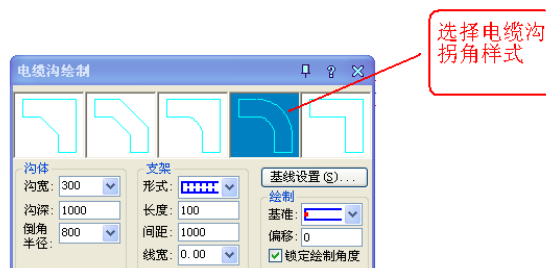 选择电缆沟
拐角样式
电缆沟绘制
沟体
沟宽: 300
沟深: 1000
倒角
半径: 800
支架
形式:
长度: 100
间距: 1000
线宽: 0.00
基线设置(S)...
绘制
基准:
偏移: 0
锁定绘制角度